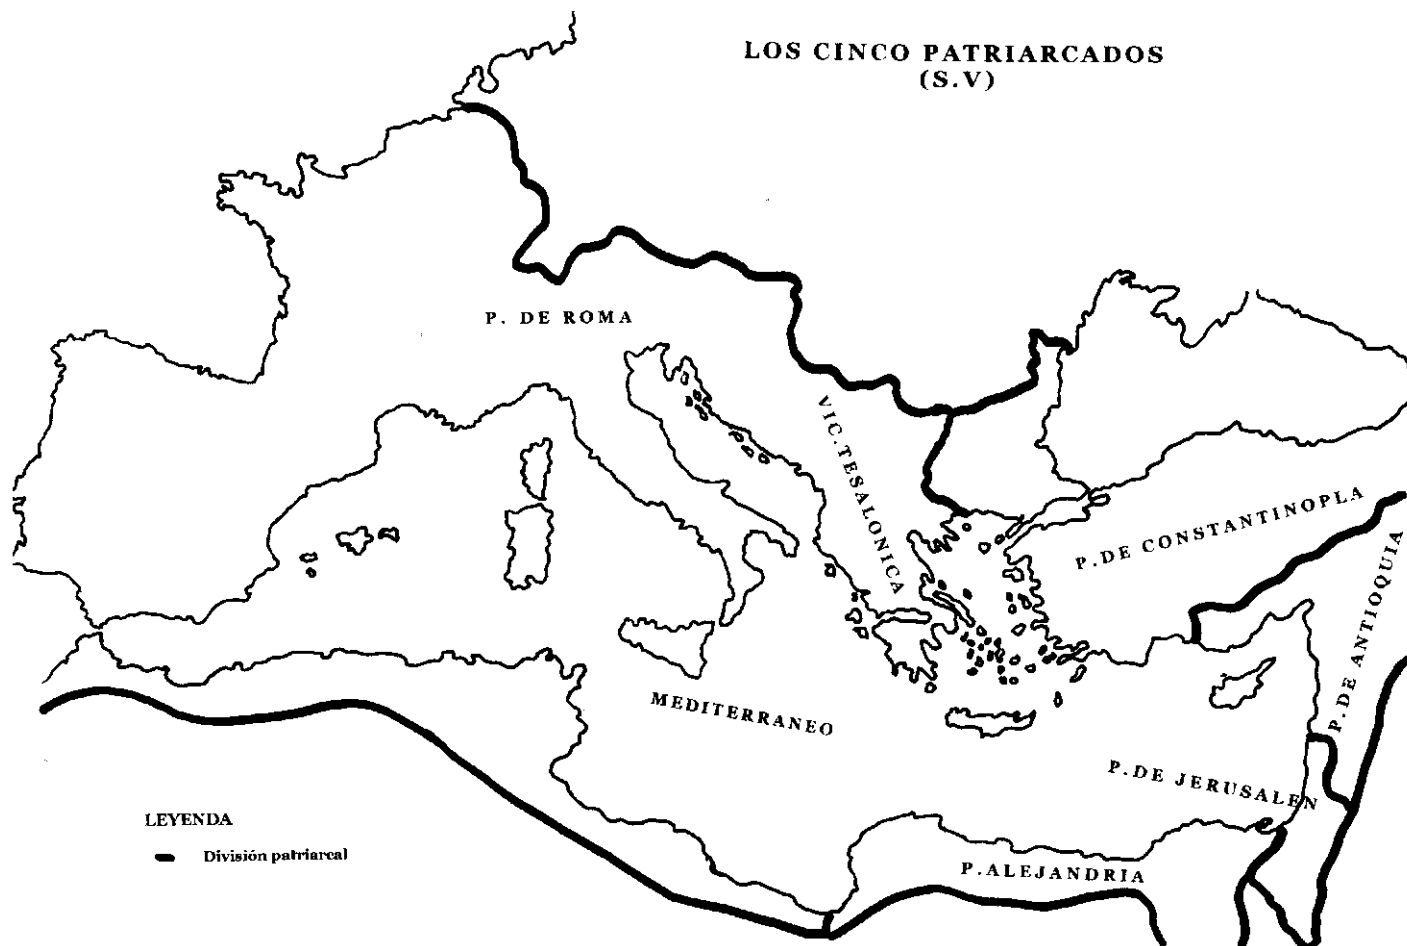 LOS CINCO PATRIARCADOS
(S.V)
P. DE ROMA
VIC.TESALONICA
P.DE CONSTANTINOPLA
P.DE ANTIOQUIA
MEDITERRANEO
P.DE JERUSALEN
P.ALEJANDRIA
LEYENDA
División patriarcal